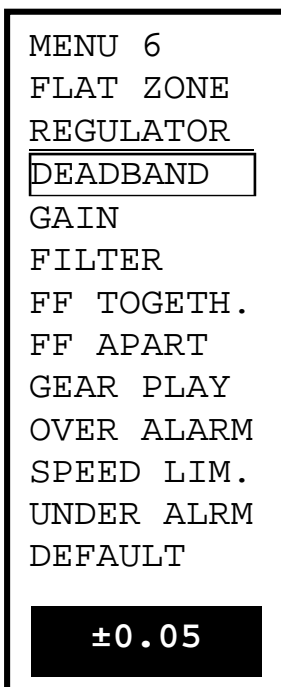 MENU 6
FLAT ZONE
REGULATOR
DEADBAND
GAIN
FILTER
FF TOGETH.
FF APART
GEAR PLAY
OVER ALARM
SPEED LIM.
UNDER ALRM
DEFAULT
±0.05